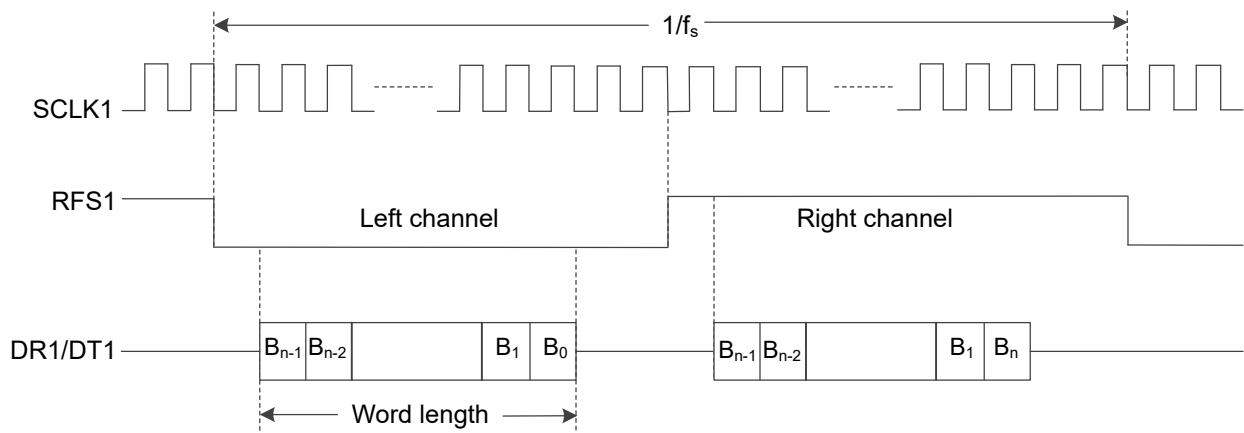 1/fs
SCLK1
RFS1
Left channel
Right channel
DR1/DT1
Bn-1 Bn-2 B1 B0 Bn-1 Bn-2 B1 Bn
Word length